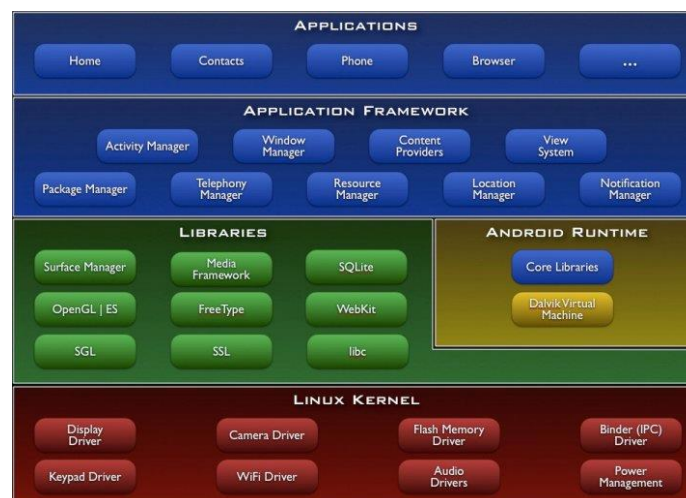 APPLICATIONS
Home
Contacts
Phone
Browser
...
APPLICATION FRAMEWORK
Activity Manager
Window
Manager
Content
Providers
View
System
Package Manager
Telephony
Manager
Resource
Manager
Location
Manager
Notification
Manager
LIBRARIES
Surface Manager
Media
Framework
SQLite
OpenGL | ES
FreeType
WebKit
SGL
SSL
libc
ANDROID RUNTIME
Core Libraries
Dalvik Virtual
Machine
LINUX KERNEL
Display
Driver
Camera Driver
Flash Memory
Driver
Binder (IPC)
Driver
Keypad Driver
WiFi Driver
Audio
Drivers
Power
Management